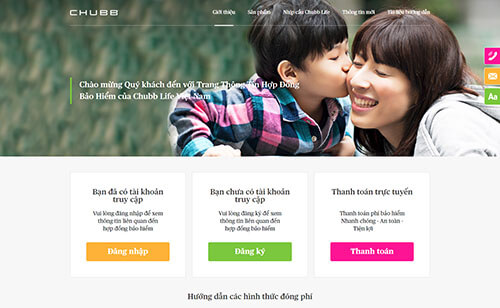 CHUBB
Giới thiệu Sản phẩm Nhịp cầu Chubb Life Thông tin mới Tài liệu hướng dẫn
Chào mừng Quý khách đến với Trang Thông Tin Hợp Đồng
Bảo Hiểm của Chubb Life Việt Nam
Aa
Bạn đã có tài khoản
truy cập
Vui lòng đăng nhập để xem
thông tin liên quan đến
hợp đồng bảo hiểm
Đăng nhập
Bạn chưa có tài khoản
truy cập
Vui lòng đăng ký để xem
thông tin liên quan đến
hợp đồng bảo hiểm
Đăng ký
Thanh toán trực tuyến
Thanh toán phí bảo hiểm
Nhanh chóng - An toàn -
Tiện lợi
Thanh toán
Hướng dẫn các hình thức đóng phí